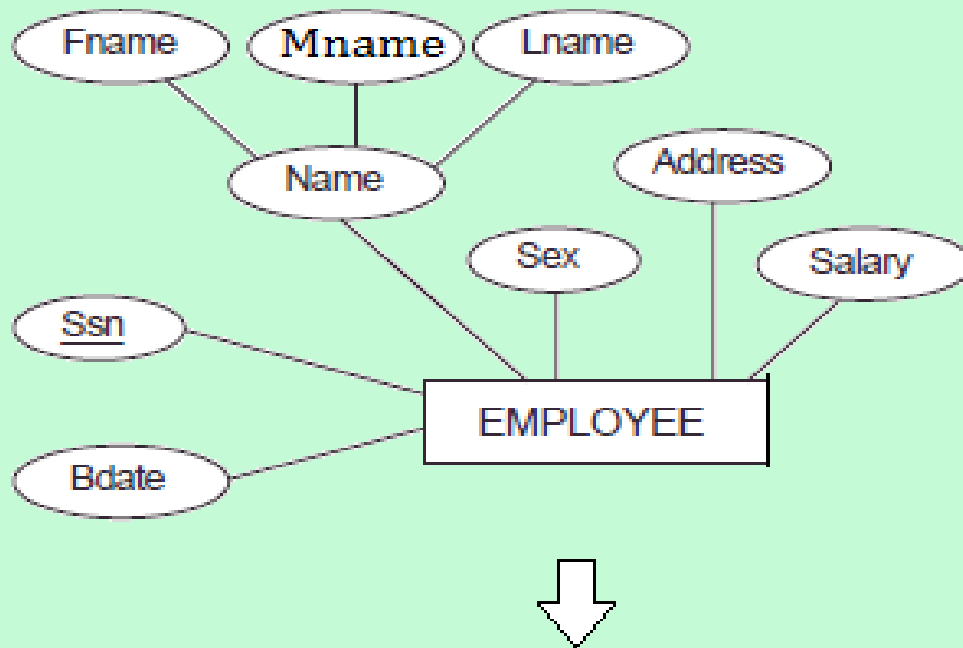 Fname Mname Lname
Name
Address
Sex
Salary
Ssn
EMPLOYEE
Bdate